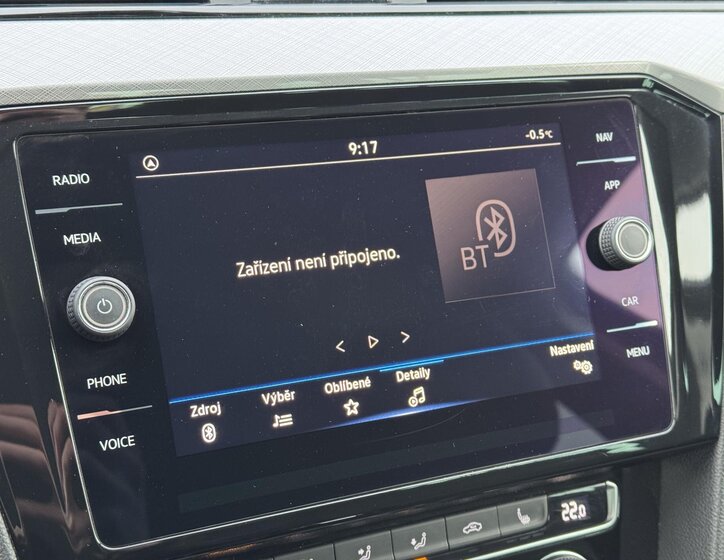 9:17
-0.5°C
NAV
RADIO
APP
MEDIA
Zařízení není připojeno.
BT
CAR
MENU
PHONE
VOICE
Zdroj
Výběr
Oblíbené
Detaily
Nastavení
22.0